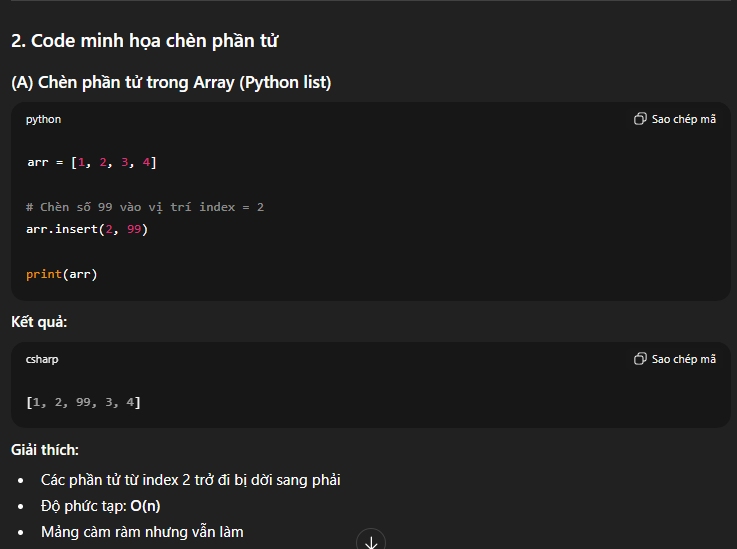 2. Code minh họa chèn phần tử
(A) Chèn phần tử trong Array (Python list)
python
Sao chép mã
arr = [1, 2, 3, 4]
# Chèn số 99 vào vị trí index = 2
arr.insert(2, 99)
print(arr)
Kết quả:
csharp
Sao chép mã
[1, 2, 99, 3, 4]
Giải thích:
• Các phần tử từ index 2 trở đi bị dời sang phải
• Độ phức tạp: O(n)
• Mảng càm ràm nhưng vẫn làm